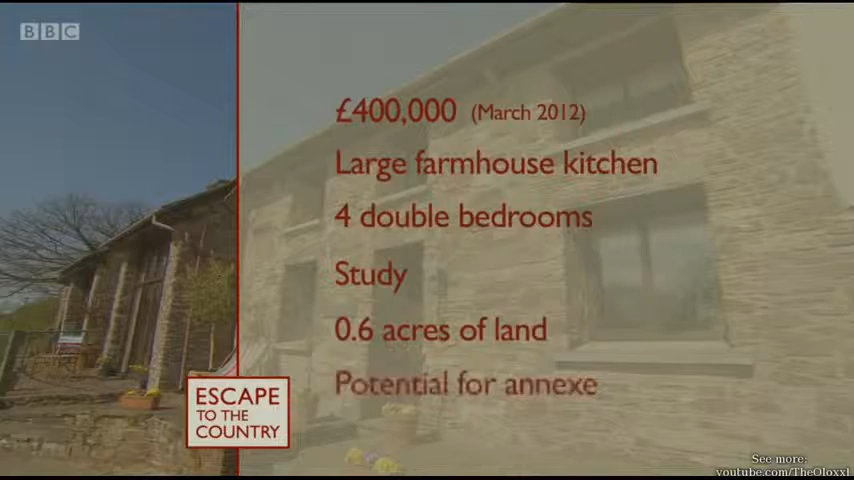 BBC
£400,000 (March 2012)
Large farmhouse kitchen
4 double bedrooms
Study
0.6 acres of land
Potential for annexe
ESCAPE
TO THE
COUNTRY
See more:
youtube.com/TheOloxxl